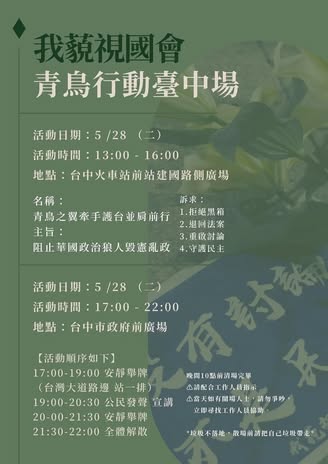 我藐視國會
青鳥行動臺中場
活動日期：5 /28 （二）
活動時間：13:00 - 16:00
地點：台中火車站前站建國路側廣場
名稱：
青鳥之翼牽手護台並肩前行
主旨：
阻止華國政治狼人毀憲亂政
訴求：
1.拒絕黑箱
2.退回法案
3.重啟討論
4.守護民主
活動日期：5 /28 （二）
活動時間：17:00 - 22:00
地點：台中市政府前廣場
【活動順序如下】
17:00-19:00 安靜舉牌
（台灣大道路邊 站一排）
19:00-20:30 公民發聲 宣講
20:00-21:30 安靜舉牌
21:30-22:00 全體解散
晚間10點前清場完畢
⚠請配合工作人員指示
⚠當天如有鬧場人士，請勿爭吵，
立即尋找工作人員協助。
*垃圾不落地，散場前請把自己垃圾帶走*
沒有討論